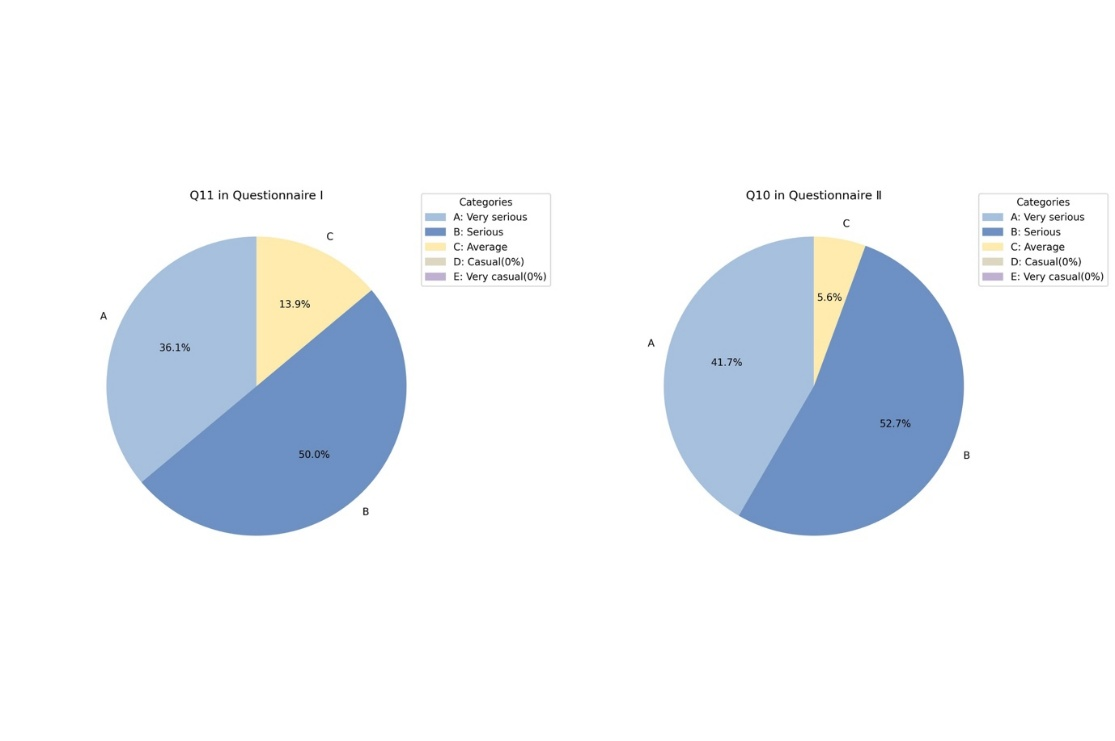 Q11 in Questionnaire Ⅰ
Categories
A: Very serious
B: Serious
C: Average
D: Casual(0%)
E: Very casual(0%)
C
13.9%
A
36.1%
50.0%
B
Q10 in Questionnaire Ⅱ
Categories
A: Very serious
B: Serious
C: Average
D: Casual(0%)
E: Very casual(0%)
C
5.6%
A
41.7%
52.7%
B